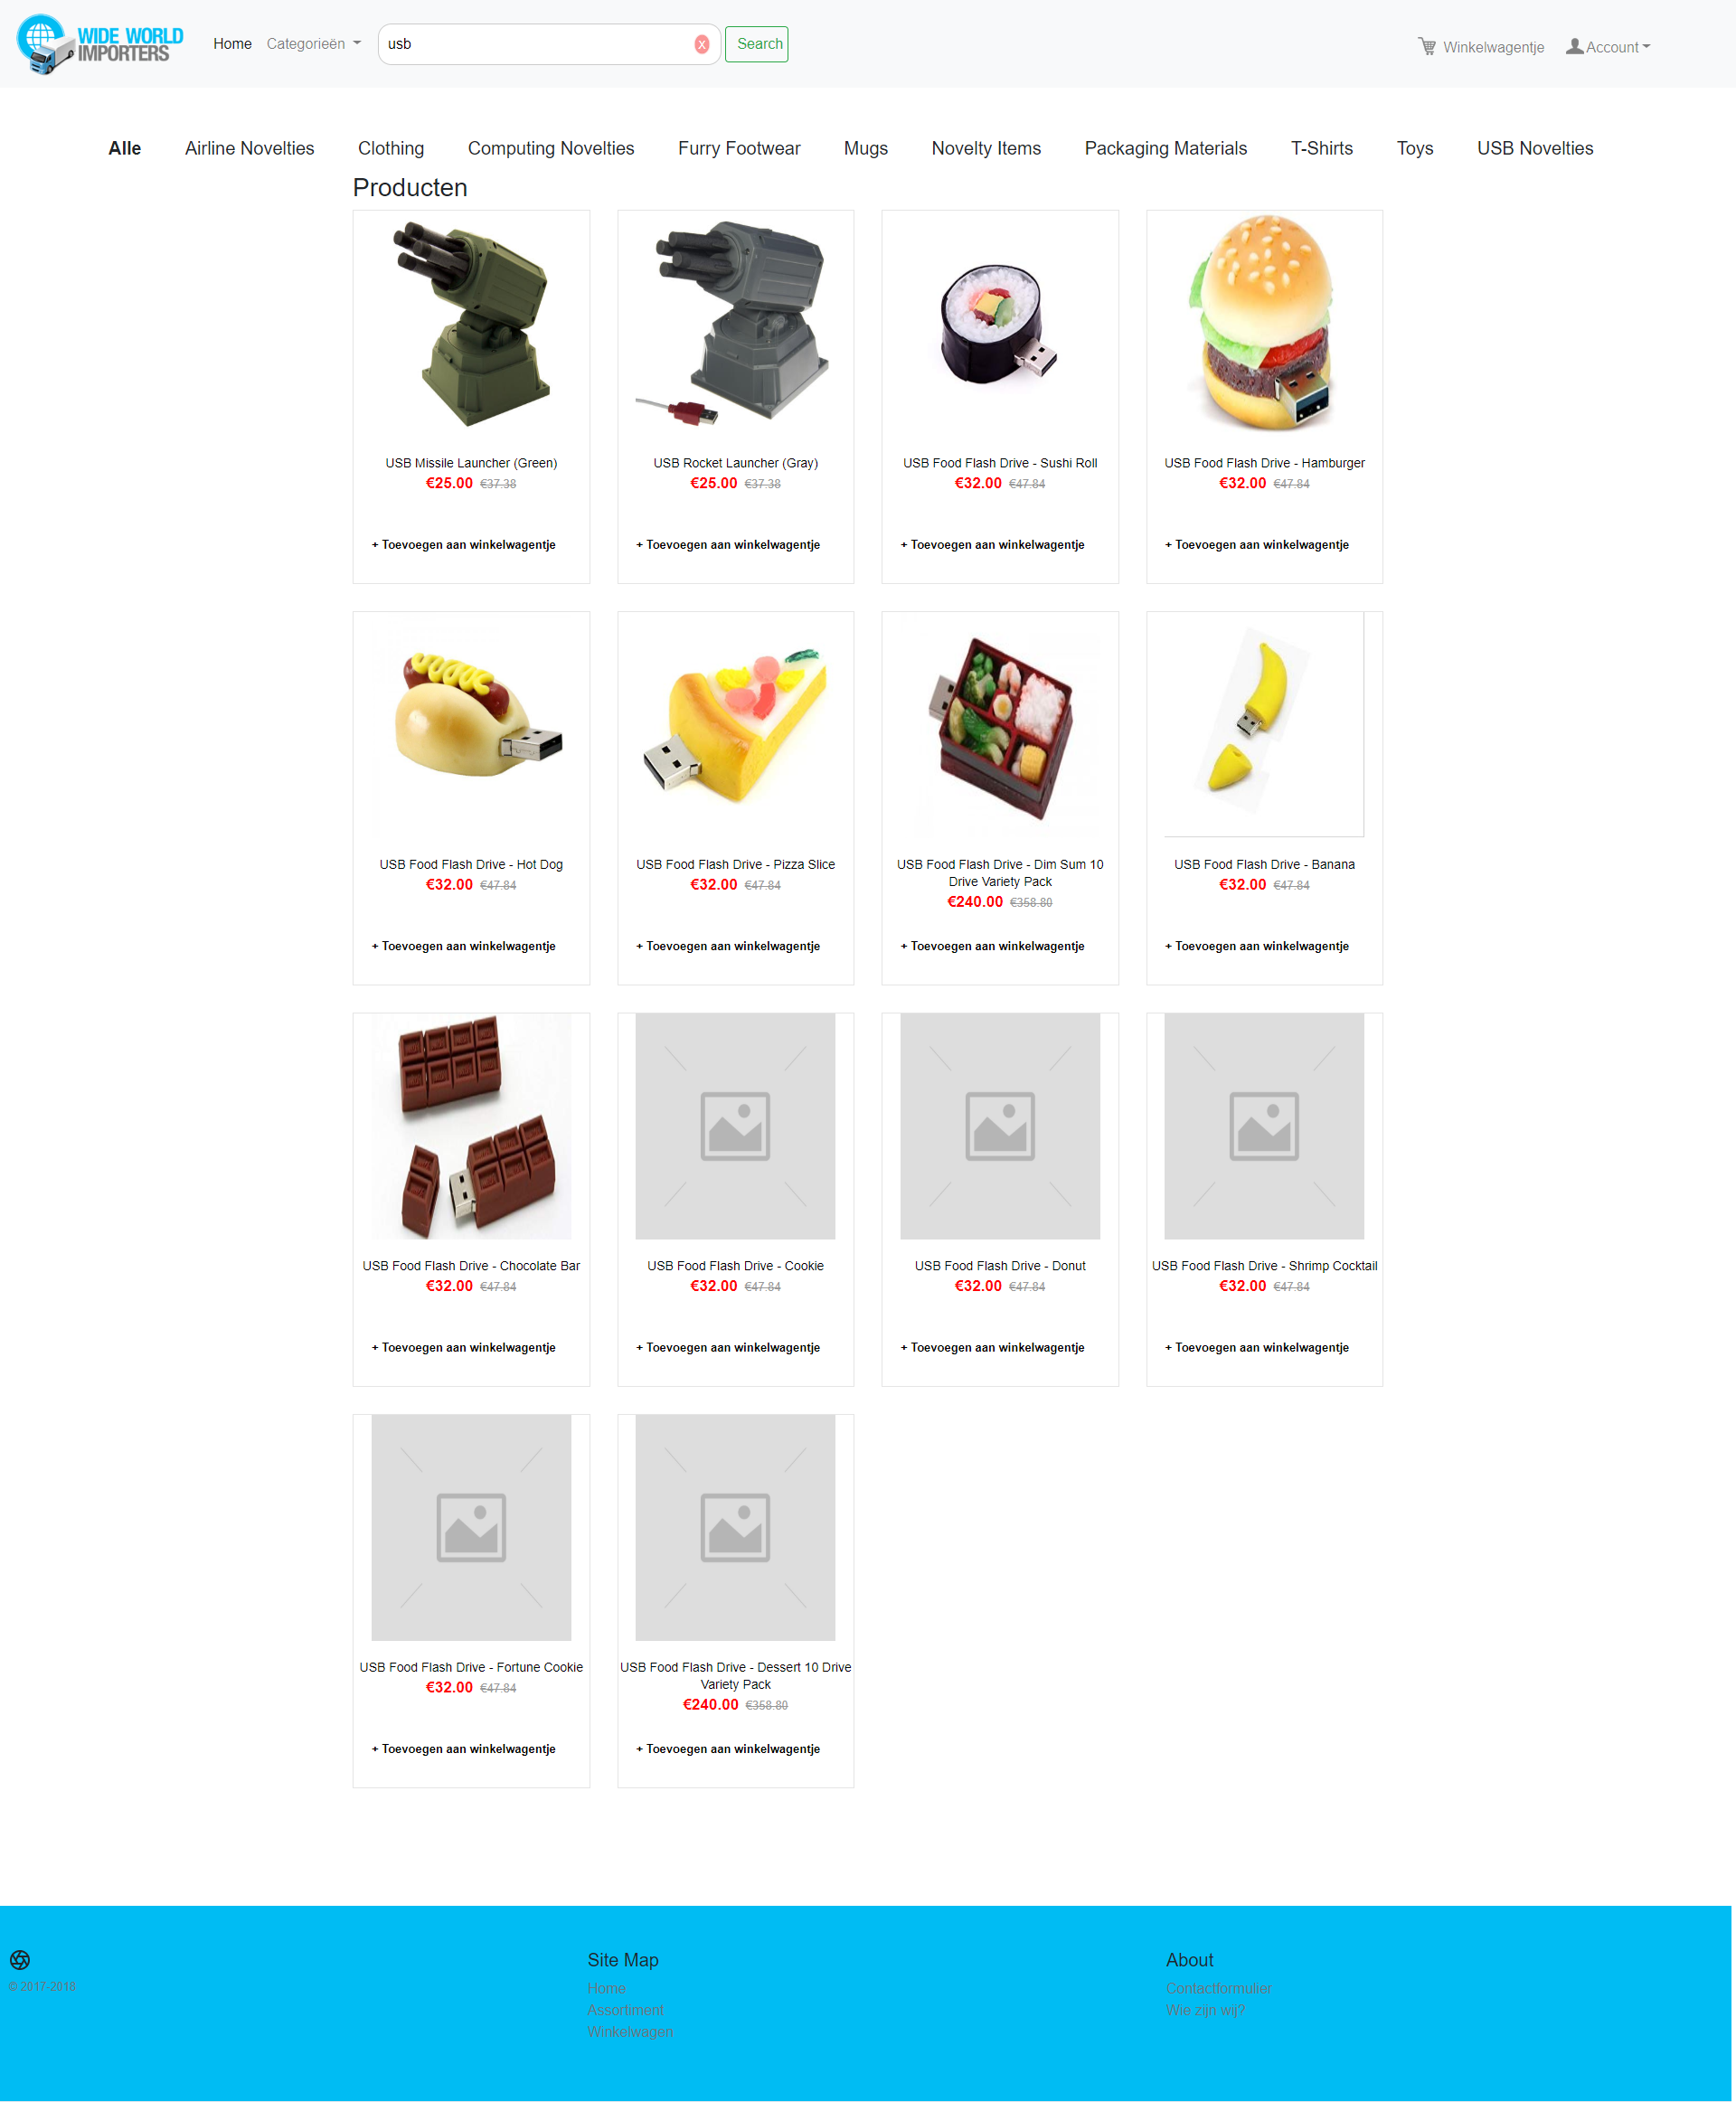 WIDE WORLD
IMPORTERS
Home Categorieën usb x Search Winkelwagentje Account
Alle Airline Novelties Clothing Computing Novelties Furry Footwear Mugs Novelty Items Packaging Materials T-Shirts Toys USB Novelties
Producten
USB Missile Launcher (Green)
€25.00 €37.38
+ Toevoegen aan winkelwagentje
USB Rocket Launcher (Gray)
€25.00 €37.38
+ Toevoegen aan winkelwagentje
USB Food Flash Drive - Sushi Roll
€32.00 €47.84
+ Toevoegen aan winkelwagentje
USB Food Flash Drive - Hamburger
€32.00 €47.84
+ Toevoegen aan winkelwagentje
USB Food Flash Drive - Hot Dog
€32.00 €47.84
+ Toevoegen aan winkelwagentje
USB Food Flash Drive - Pizza Slice
€32.00 €47.84
+ Toevoegen aan winkelwagentje
USB Food Flash Drive - Dim Sum 10
Drive Variety Pack
€240.00 €358.80
+ Toevoegen aan winkelwagentje
USB Food Flash Drive - Banana
€32.00 €47.84
+ Toevoegen aan winkelwagentje
USB Food Flash Drive - Chocolate Bar
€32.00 €47.84
+ Toevoegen aan winkelwagentje
USB Food Flash Drive - Cookie
€32.00 €47.84
+ Toevoegen aan winkelwagentje
USB Food Flash Drive - Donut
€32.00 €47.84
+ Toevoegen aan winkelwagentje
USB Food Flash Drive - Shrimp Cocktail
€32.00 €47.84
+ Toevoegen aan winkelwagentje
USB Food Flash Drive - Fortune Cookie
€32.00 €47.84
+ Toevoegen aan winkelwagentje
USB Food Flash Drive - Dessert 10 Drive
Variety Pack
€240.00 €358.80
+ Toevoegen aan winkelwagentje
© 2017-2018
Site Map
Home
Assortiment
Winkelwagen
About
Contactformulier
Wie zijn wij?